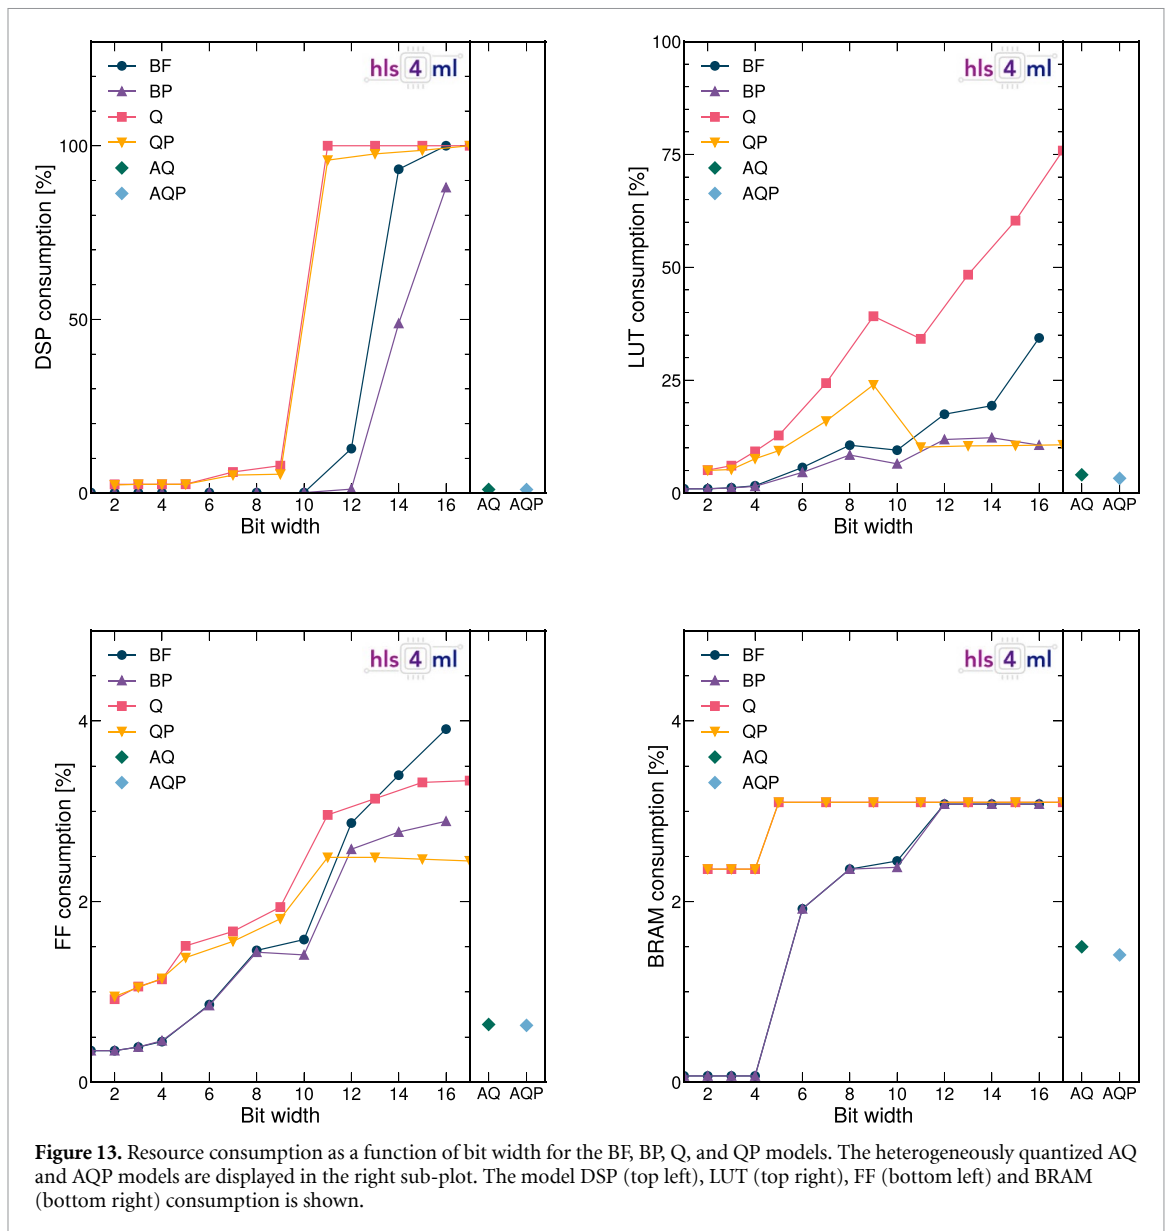 BF
BP
Q
QP
AQ
AQP
hls 4 ml
100
50
0
DSP consumption [%]
2 4 6 8 10 12 14 16 AQ AQP
Bit width
BF
BP
Q
QP
AQ
AQP
hls 4 ml
100
75
50
25
0
LUT consumption [%]
2 4 6 8 10 12 14 16 AQ AQP
Bit width
BF
BP
Q
QP
AQ
AQP
hls 4 ml
4
2
0
FF consumption [%]
2 4 6 8 10 12 14 16 AQ AQP
Bit width
BF
BP
Q
QP
AQ
AQP
hls 4 ml
4
2
0
BRAM consumption [%]
2 4 6 8 10 12 14 16 AQ AQP
Bit width
Figure 13. Resource consumption as a function of bit width for the BF, BP, Q, and QP models. The heterogeneously quantized AQ
and AQP models are displayed in the right sub-plot. The model DSP (top left), LUT (top right), FF (bottom left) and BRAM
(bottom right) consumption is shown.